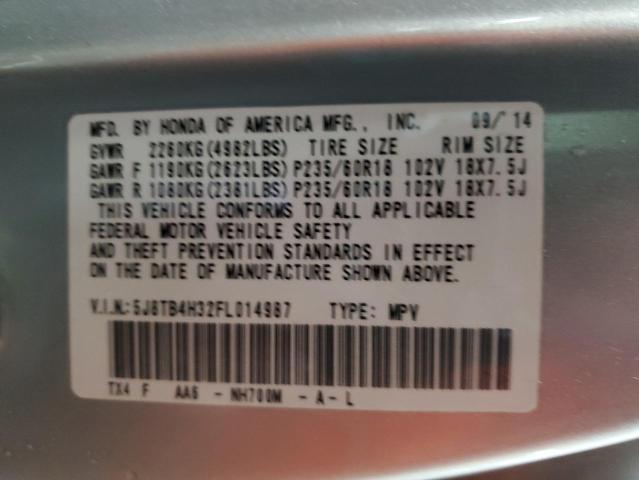 MFD. BY HONDA OF AMERICA MFG., INC. 09/'14
GVWR 2260KG(4982LBS) TIRE SIZE RIM SIZE
GAWR F 1190KG(2623LBS) P235/60R18 102V 18X7.5J
GAWR R 1080KG(2381LBS) P235/60R18 102V 18X7.5J
THIS VEHICLE CONFORMS TO ALL APPLICABLE
FEDERAL MOTOR VEHICLE SAFETY
AND THEFT PREVENTION STANDARDS IN EFFECT
ON THE DATE OF MANUFACTURE SHOWN ABOVE.
V.I.N.: 5J8TB4H32FL014987 TYPE: MPV
TX4 F AA6 - NH700M - A - L